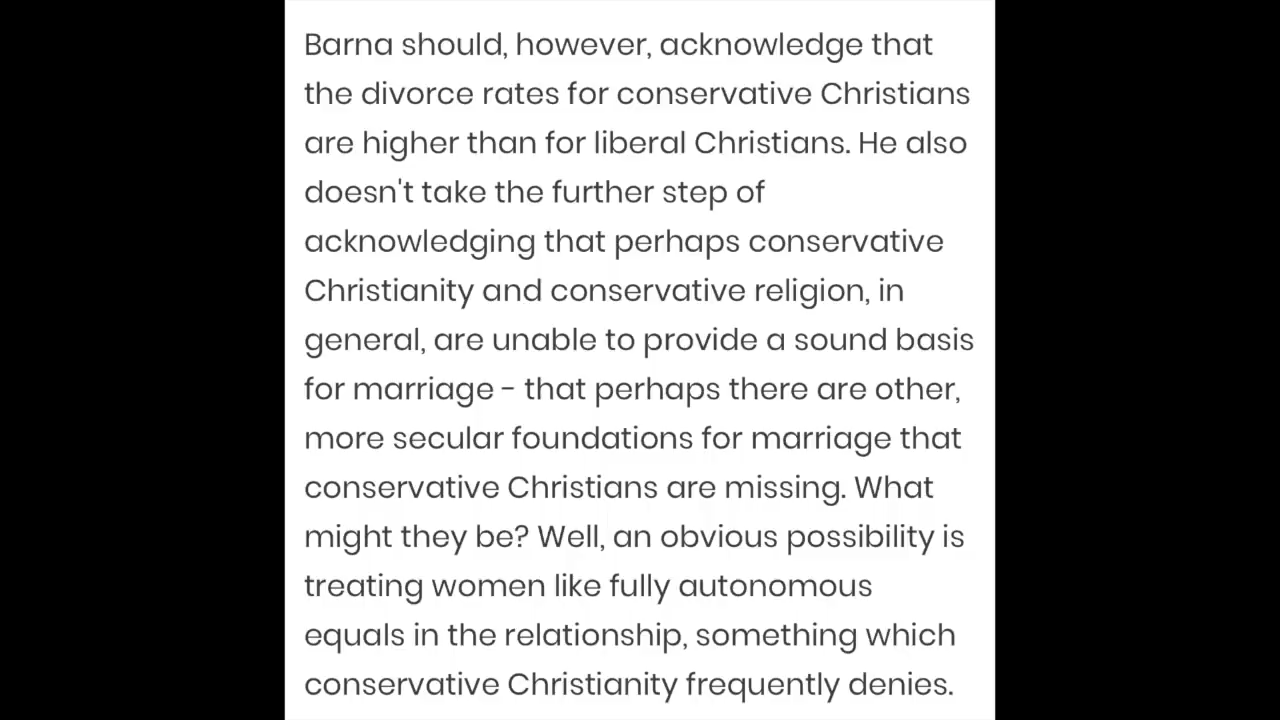 Barna should, however, acknowledge that
the divorce rates for conservative Christians
are higher than for liberal Christians. He also
doesn't take the further step of
acknowledging that perhaps conservative
Christianity and conservative religion, in
general, are unable to provide a sound basis
for marriage - that perhaps there are other,
more secular foundations for marriage that
conservative Christians are missing. What
might they be? Well, an obvious possibility is
treating women like fully autonomous
equals in the relationship, something which
conservative Christianity frequently denies.